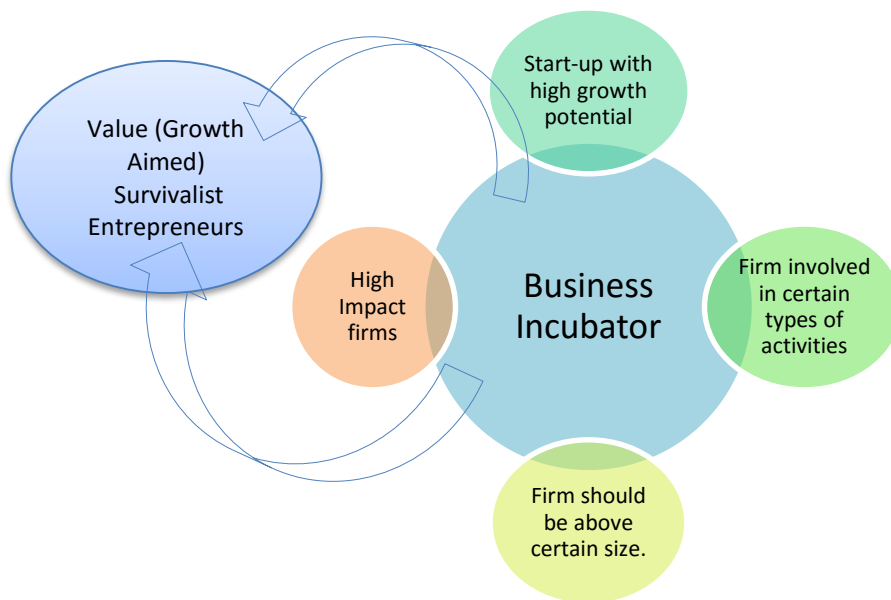 Start-up with
high growth
potential
Value (Growth
Aimed)
Survivalist
Entrepreneurs
High
Impact
firms
Business
Incubator
Firm involved
in certain
types of
activities
Firm should
be above
certain size.